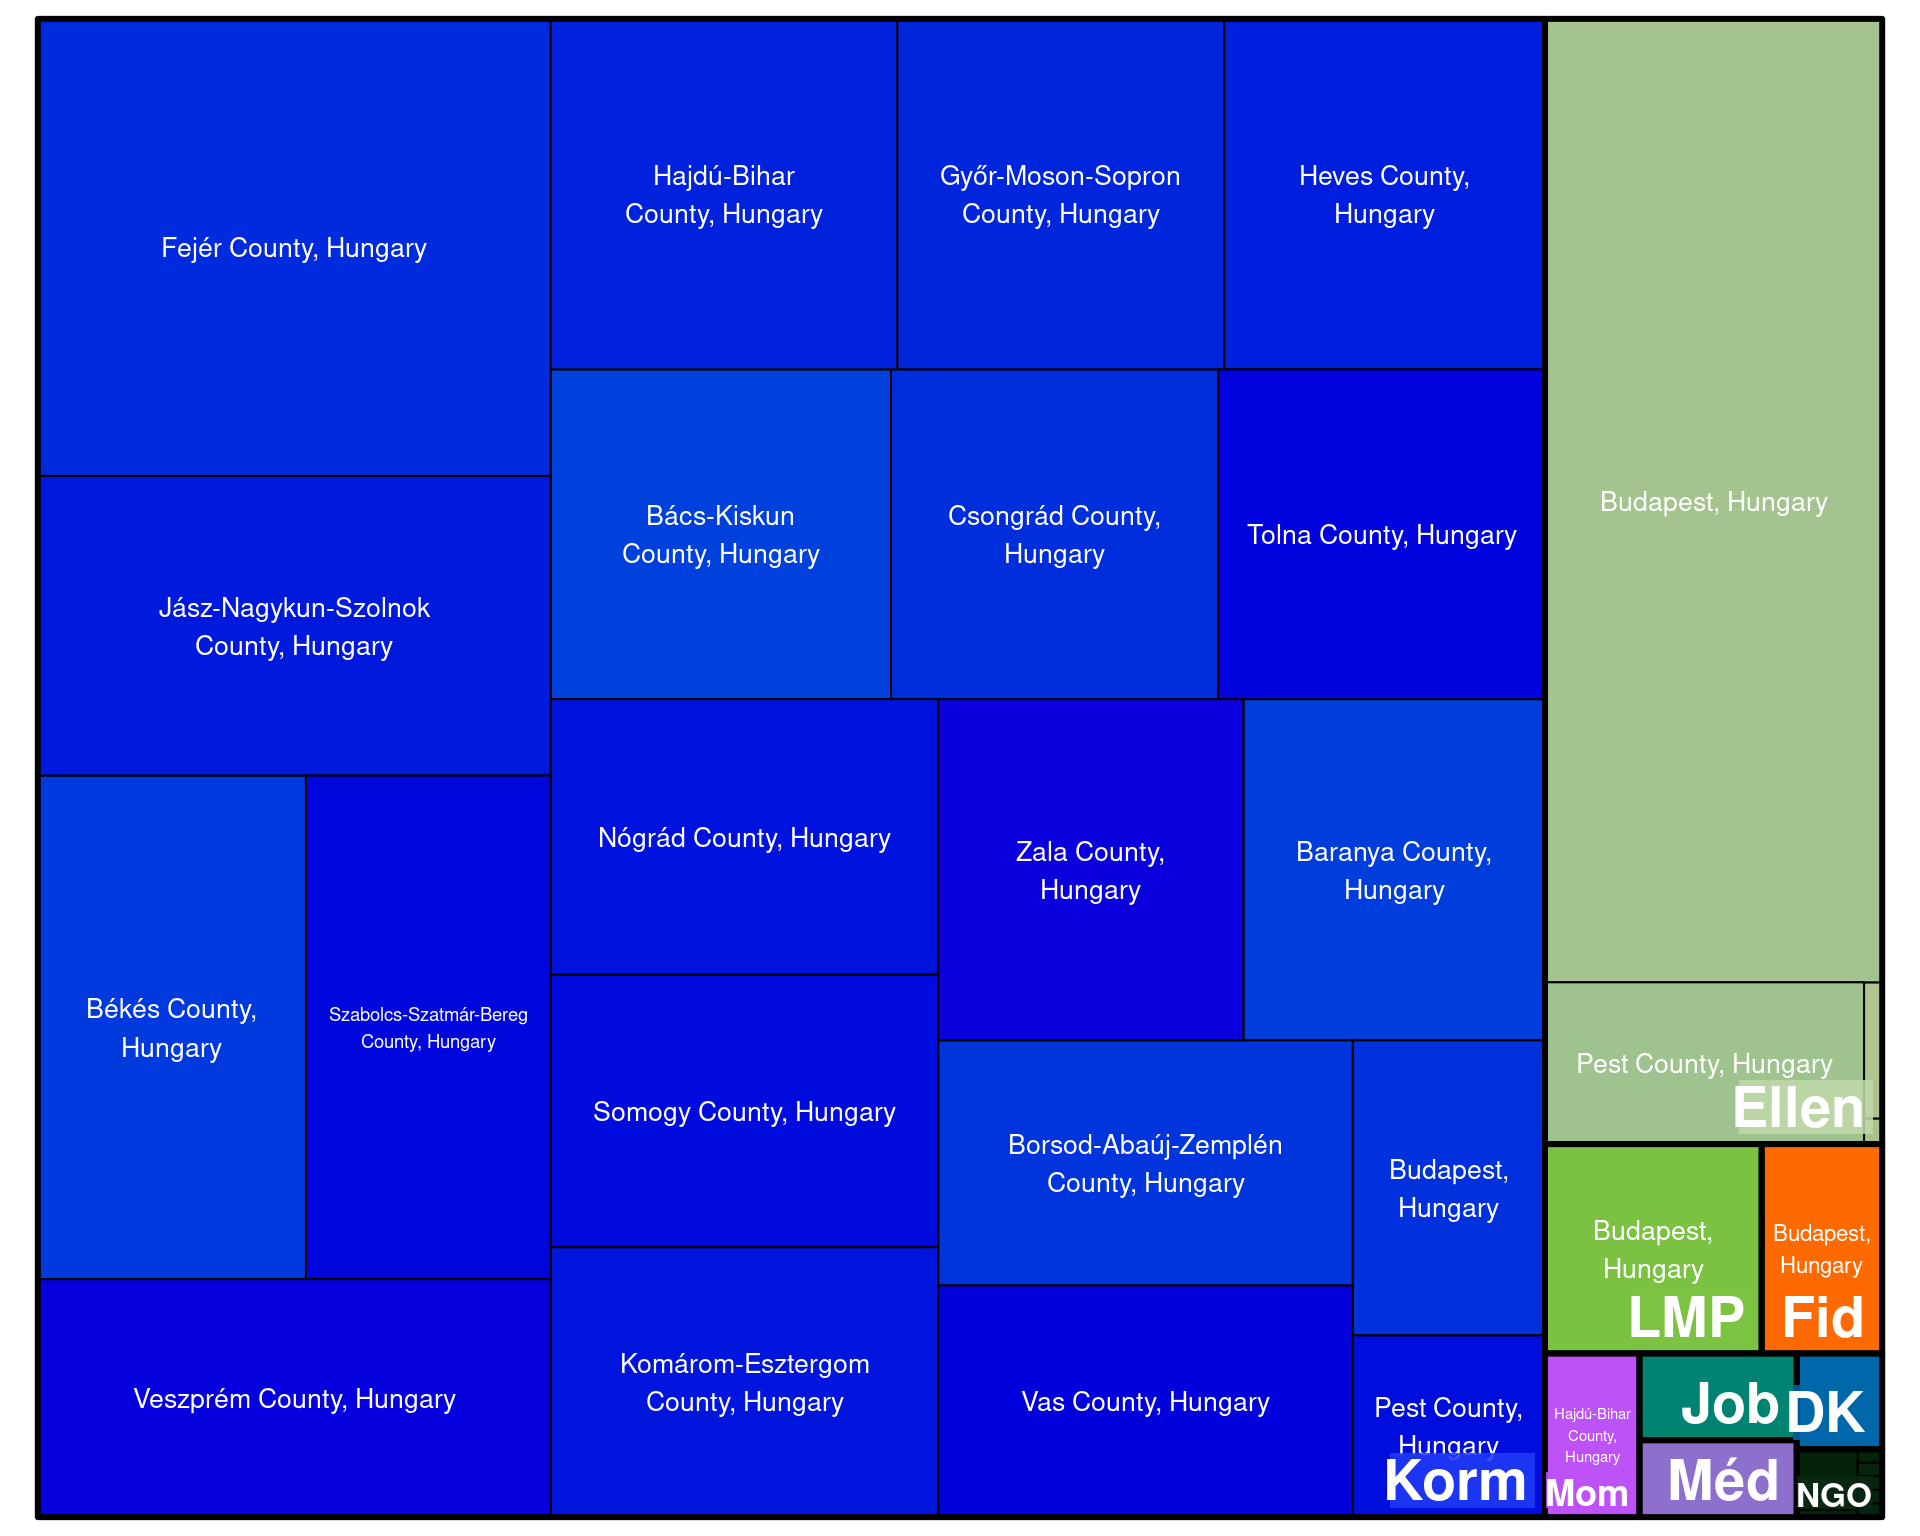 Fejér County, Hungary
Hajdú-Bihar
County, Hungary
Győr-Moson-Sopron
County, Hungary
Heves County,
Hungary
Budapest, Hungary
Jász-Nagykun-Szolnok
County, Hungary
Bács-Kiskun
County, Hungary
Csongrád County,
Hungary
Tolna County, Hungary
Békés County,
Hungary
Szabolcs-Szatmár-Bereg
County, Hungary
Nógrád County, Hungary
Zala County,
Hungary
Baranya County,
Hungary
Somogy County, Hungary
Borsod-Abaúj-Zemplén
County, Hungary
Budapest,
Hungary
Pest County, Hungary
Ellen
Budapest,
Hungary
LMP
Budapest,
Hungary
Fid
Veszprém County, Hungary
Komárom-Esztergom
County, Hungary
Vas County, Hungary
Pest County,
Hungary
Korm
Hajdú-Bihar
County,
Hungary
Mom
Job
DK
Méd
NGO